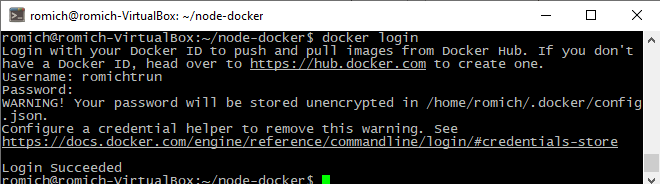 romich@romich-VirtualBox: ~/node-docker
romich@romich-VirtualBox:~/node-docker$ docker login
Login with your Docker ID to push and pull images from Docker Hub. If you don't
have a Docker ID, head over to https://hub.docker.com to create one.
Username: romichtrun
Password:
WARNING! Your password will be stored unencrypted in /home/romich/.docker/config
.json.
Configure a credential helper to remove this warning. See
https://docs.docker.com/engine/reference/commandline/login/#credentials-store
Login Succeeded
romich@romich-VirtualBox:~/node-docker$